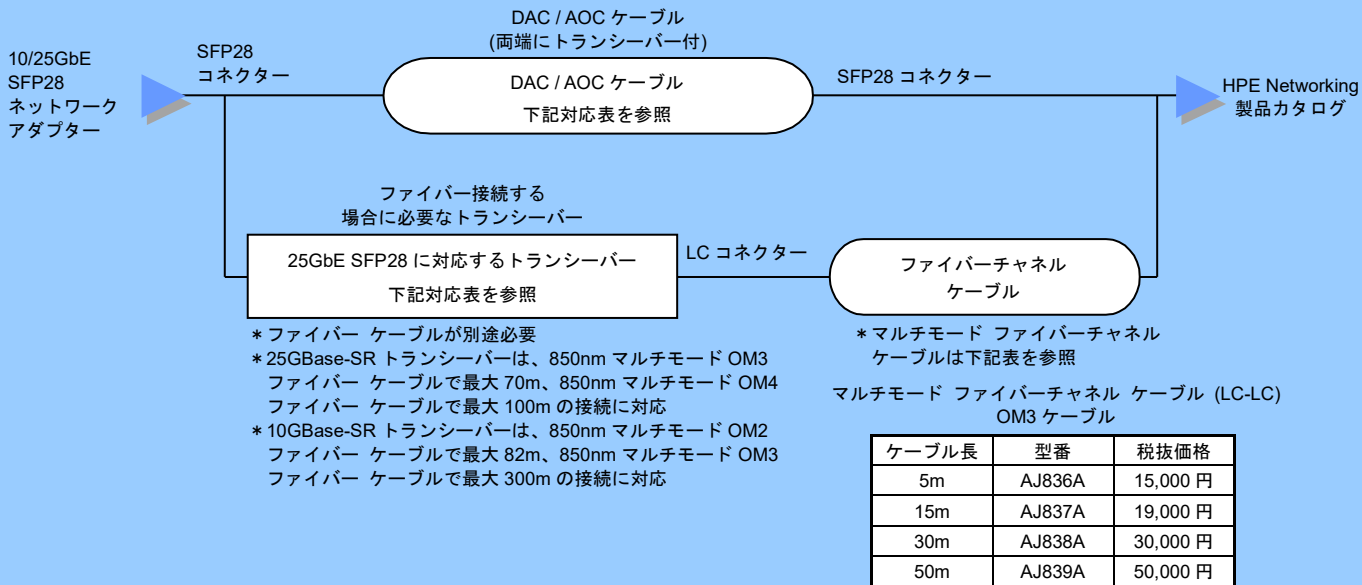 DAC / AOC ケーブル
(両端にトランシーバー付)
10/25GbE
SFP28
ネットワーク
アダプター
SFP28
コネクター
DAC / AOC ケーブル
下記対応表を参照
SFP28 コネクター
HPE Networking
製品カタログ
ファイバー接続する
場合に必要なトランシーバー
25GbE SFP28 に対応するトランシーバー
下記対応表を参照
LC コネクター
ファイバーチャネル
ケーブル
＊ファイバー ケーブルが別途必要
＊25GBase-SR トランシーバーは、850nm マルチモード OM3
ファイバー ケーブルで最大 70m、850nm マルチモード OM4
ファイバー ケーブルで最大 100m の接続に対応
＊10GBase-SR トランシーバーは、850nm マルチモード OM2
ファイバー ケーブルで最大 82m、850nm マルチモード OM3
ファイバー ケーブルで最大 300m の接続に対応
＊マルチモード ファイバーチャネル
ケーブルは下記表を参照
マルチモード ファイバーチャネル ケーブル (LC-LC)
OM3 ケーブル
ケーブル長 型番 税抜価格
5m AJ836A 15,000 円
15m AJ837A 19,000 円
30m AJ838A 30,000 円
50m AJ839A 50,000 円